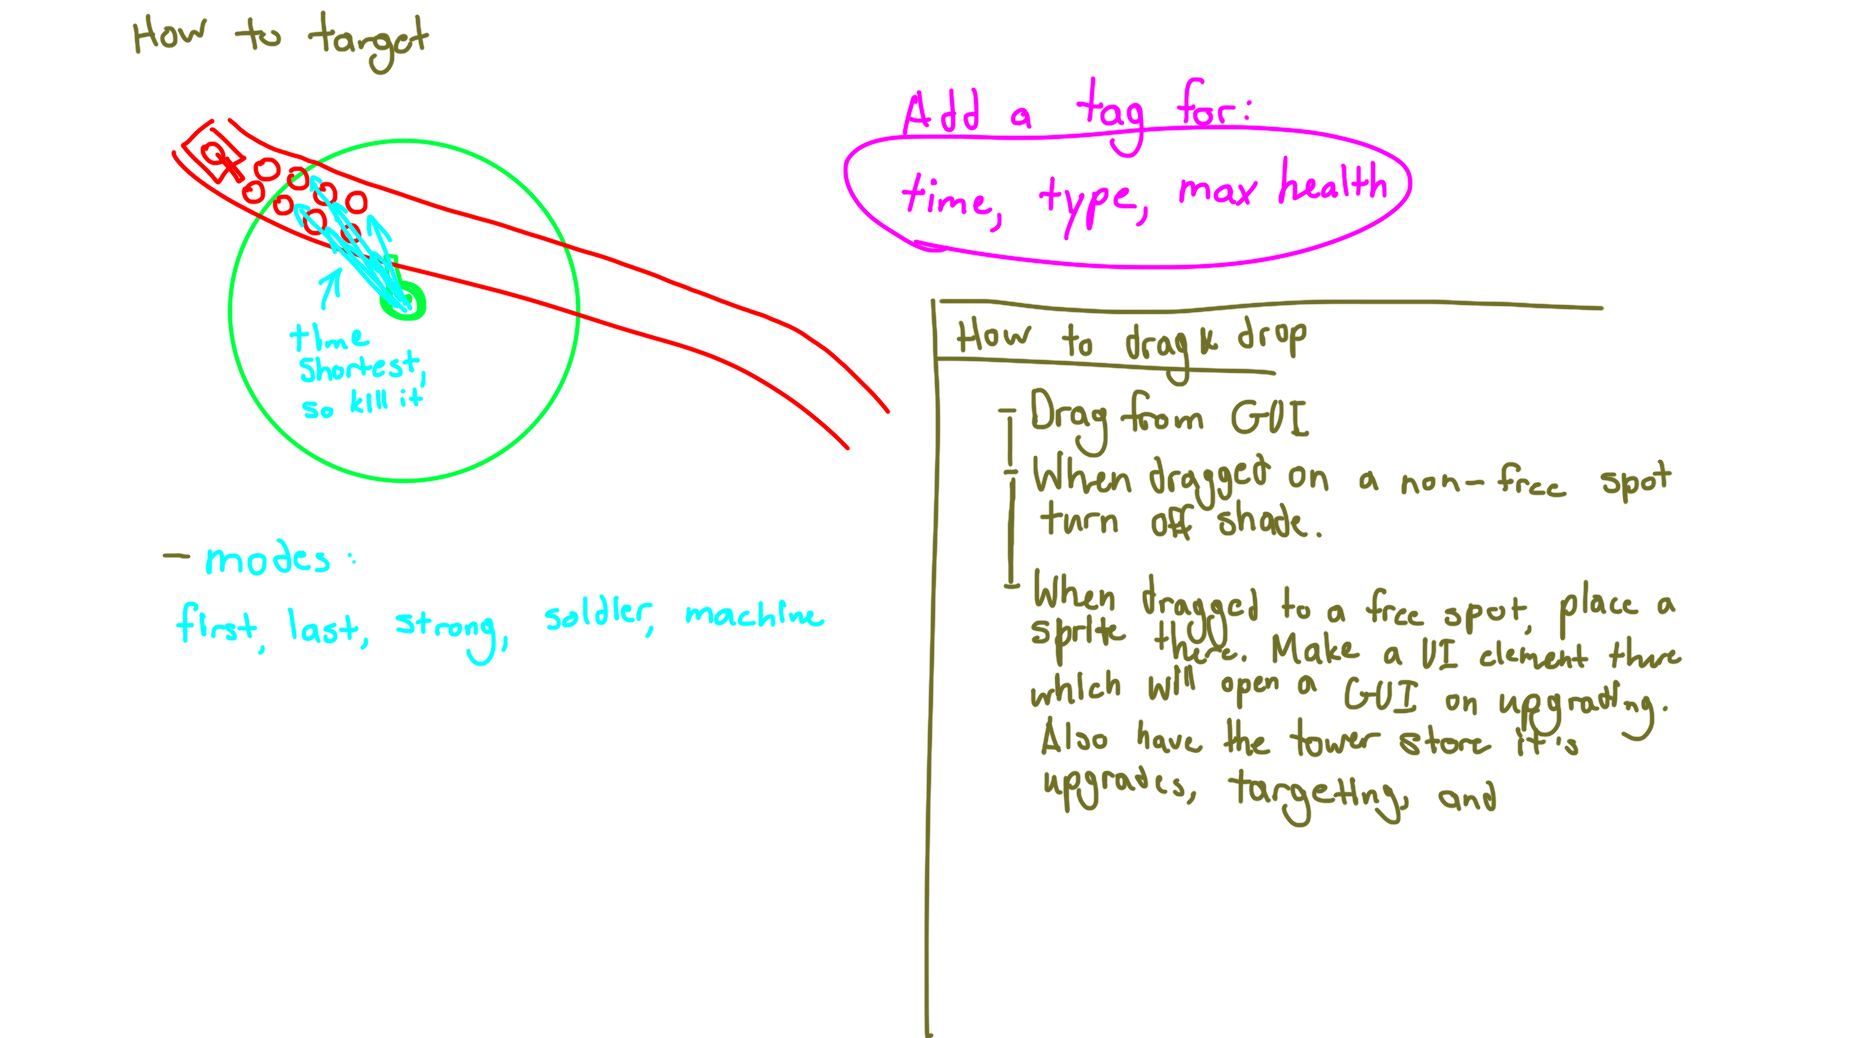 How to target
time
shortest,
so kill it
- modes:
first, last, strong, soldier, machine
Add a tag for:
time, type, max health
How to drag & drop
- Drag from GUI
- When dragged on a non-free spot
turn off shade.
- When dragged to a free spot, place a
sprite there. Make a UI element there
which will open a GUI on upgrading.
Also have the tower store it's
upgrades, targeting, and